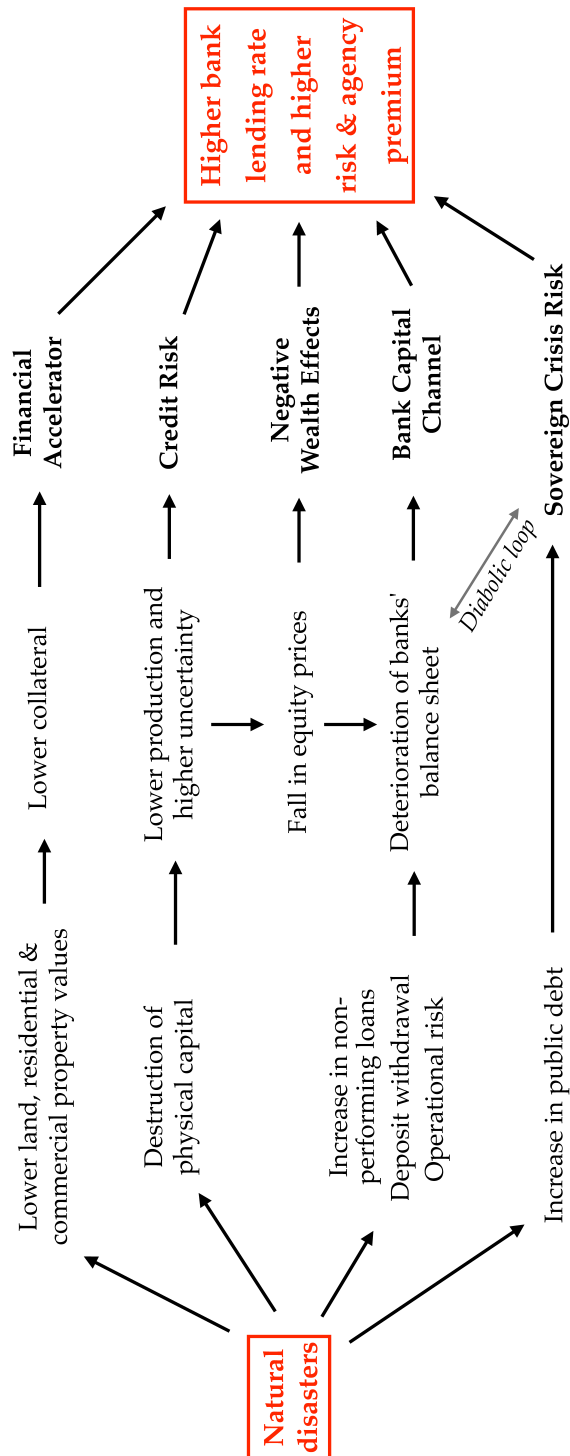 Natural
disasters
Lower land, residential &
commercial property values
Lower collateral
Financial
Accelerator
Destruction of
physical capital
Lower production and
higher uncertainty
Credit Risk
Fall in equity prices
Negative
Wealth Effects
Increase in non-
performing loans
Deposit withdrawal
Operational risk
Deterioration of banks'
balance sheet
Bank Capital
Channel
Diabolic loop
Increase in public debt
Sovereign Crisis Risk
Higher bank
lending rate
and higher
risk & agency
premium